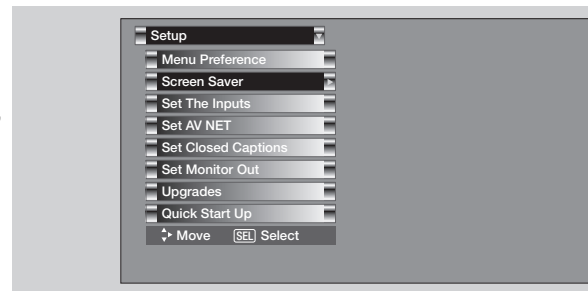 Setup
Menu Preference
Screen Saver
Set The Inputs
Set AV NET
Set Closed Captions
Set Monitor Out
Upgrades
Quick Start Up
Move SEL Select